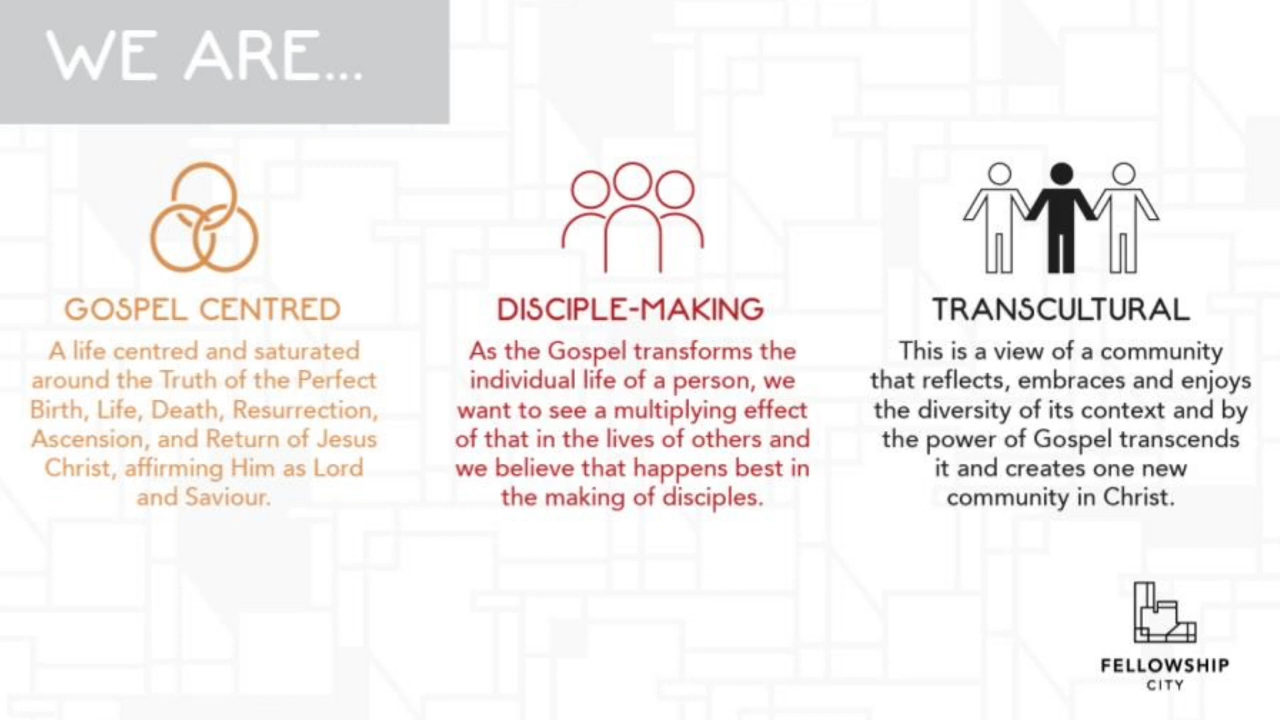 WE ARE...
GOSPEL CENTRED
A life centred and saturated
around the Truth of the Perfect
Birth, Life, Death, Resurrection,
Ascension, and Return of Jesus
Christ, affirming Him as Lord
and Saviour.
DISCIPLE-MAKING
As the Gospel transforms the
individual life of a person, we
want to see a multiplying effect
of that in the lives of others and
we believe that happens best in
the making of disciples.
TRANSCULTURAL
This is a view of a community
that reflects, embraces and enjoys
the diversity of its context and by
the power of Gospel transcends
it and creates one new
community in Christ.
FELLOWSHIP
CITY